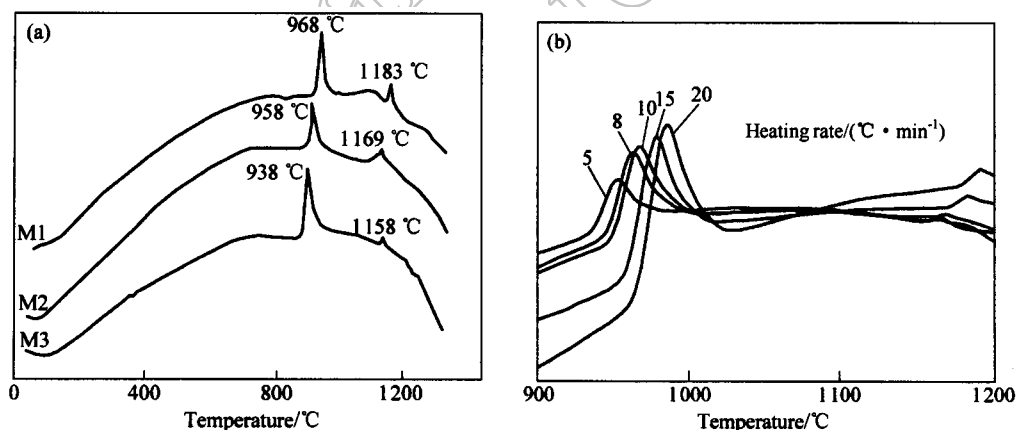 (a)
968 ℃
1183 ℃
958 ℃
1169 ℃
938 ℃
1158 ℃
M1
M2
M3
0 400 800 1200
Temperature/℃
(b)
5 8 10 15 20
Heating rate/(℃・min⁻¹)
900 1000 1100 1200
Temperature/℃